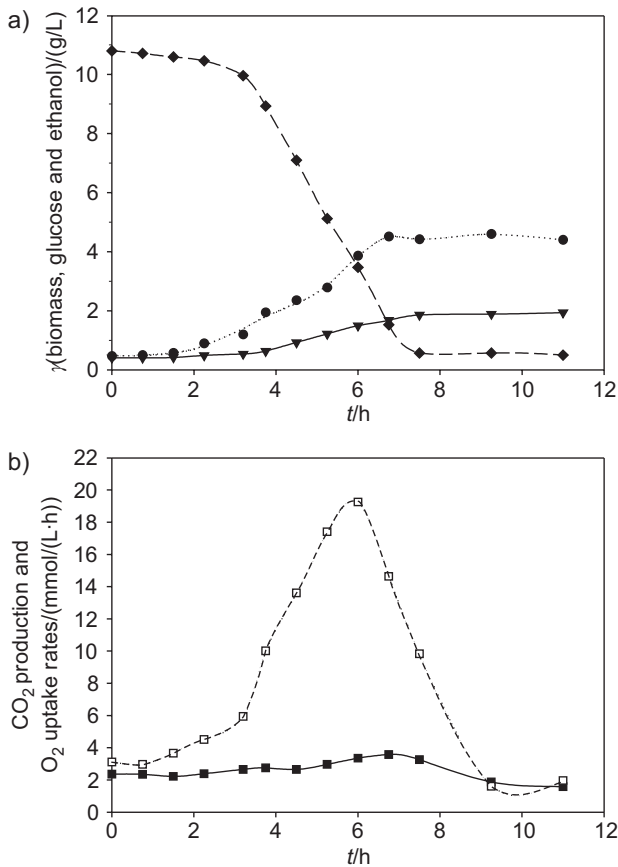 a)
12
10
8
6
4
2
0
γ(biomass, glucose and ethanol)/(g/L)
0 2 4 6 8 10 12
t/h
b)
22
20
18
16
14
12
10
8
6
4
2
0
CO2 production and
O2 uptake rates/(mmol/(L·h))
0 2 4 6 8 10 12
t/h